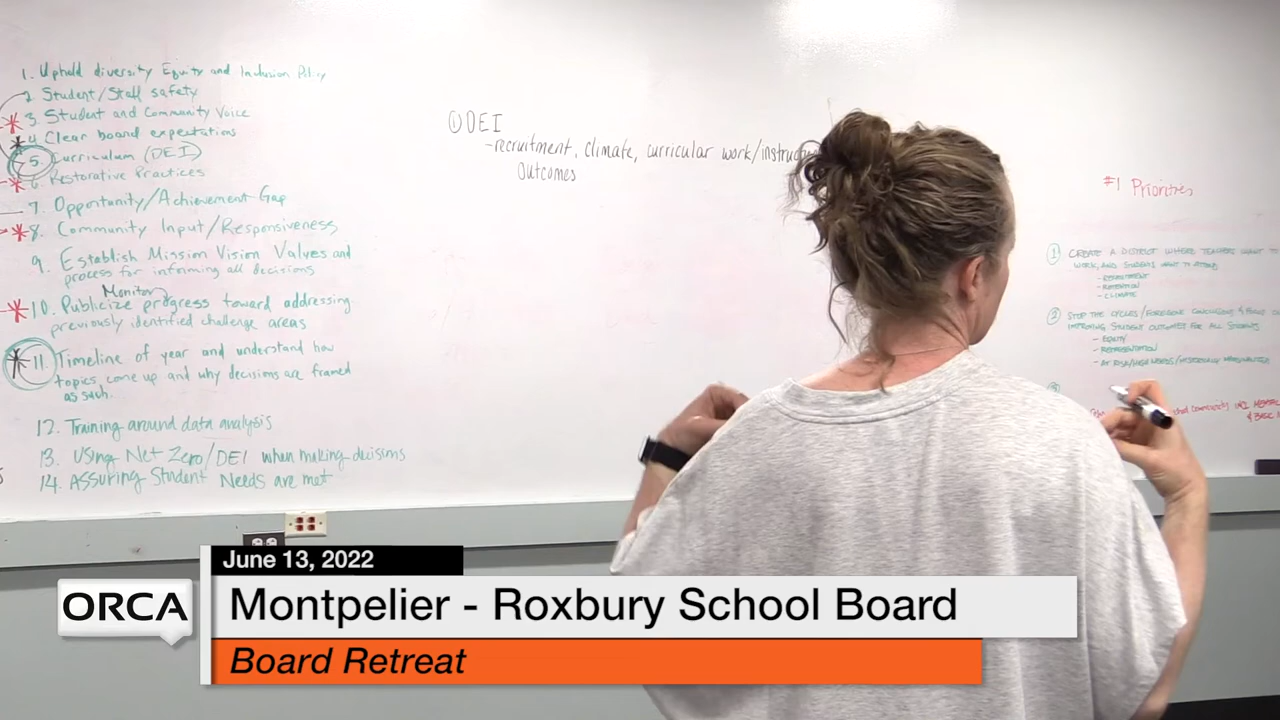 1. Uphold diversity Equity and Inclusion Policy
2. Student/Staff safety
3. Student and Community Voice
4. Clear board expectations
5. Curriculum (DEI)
6. Restorative Practices
7. Opportunity/Achievement Gap
8. Community Input/Responsiveness
9. Establish Mission Vision Values and
process for informing all decisions
Monitor
10. Publicize progress toward addressing
previously identified challenge areas
11. Timeline of year and understand how
topics come up and why decisions are framed
as such.
12. Training around data analysis
13. Using Net Zero/DEI when making decisions
14. Assuring Student Needs are met
① DEI
- recruitment, climate, curricular work/instruc
outcomes
#1 Priorities
① CREATE A DISTRICT WHERE TEACHERS WANT TO
WORK, AND STUDENTS WANT TO ATTEND
- RECRUITMENT
- RETENTION
- CLIMATE
② STOP THE CYCLES/FOREGONE CONCLUSIONS &
IMPROVING STUDENT OUTCOMES FOR ALL STUDENTS
- EQUITY
- REPRESENTATION
- AT RISK/HIGH NEEDS/HISTORICALLY MARGINALIZED
③
June 13, 2022
ORCA
Montpelier - Roxbury School Board
Board Retreat